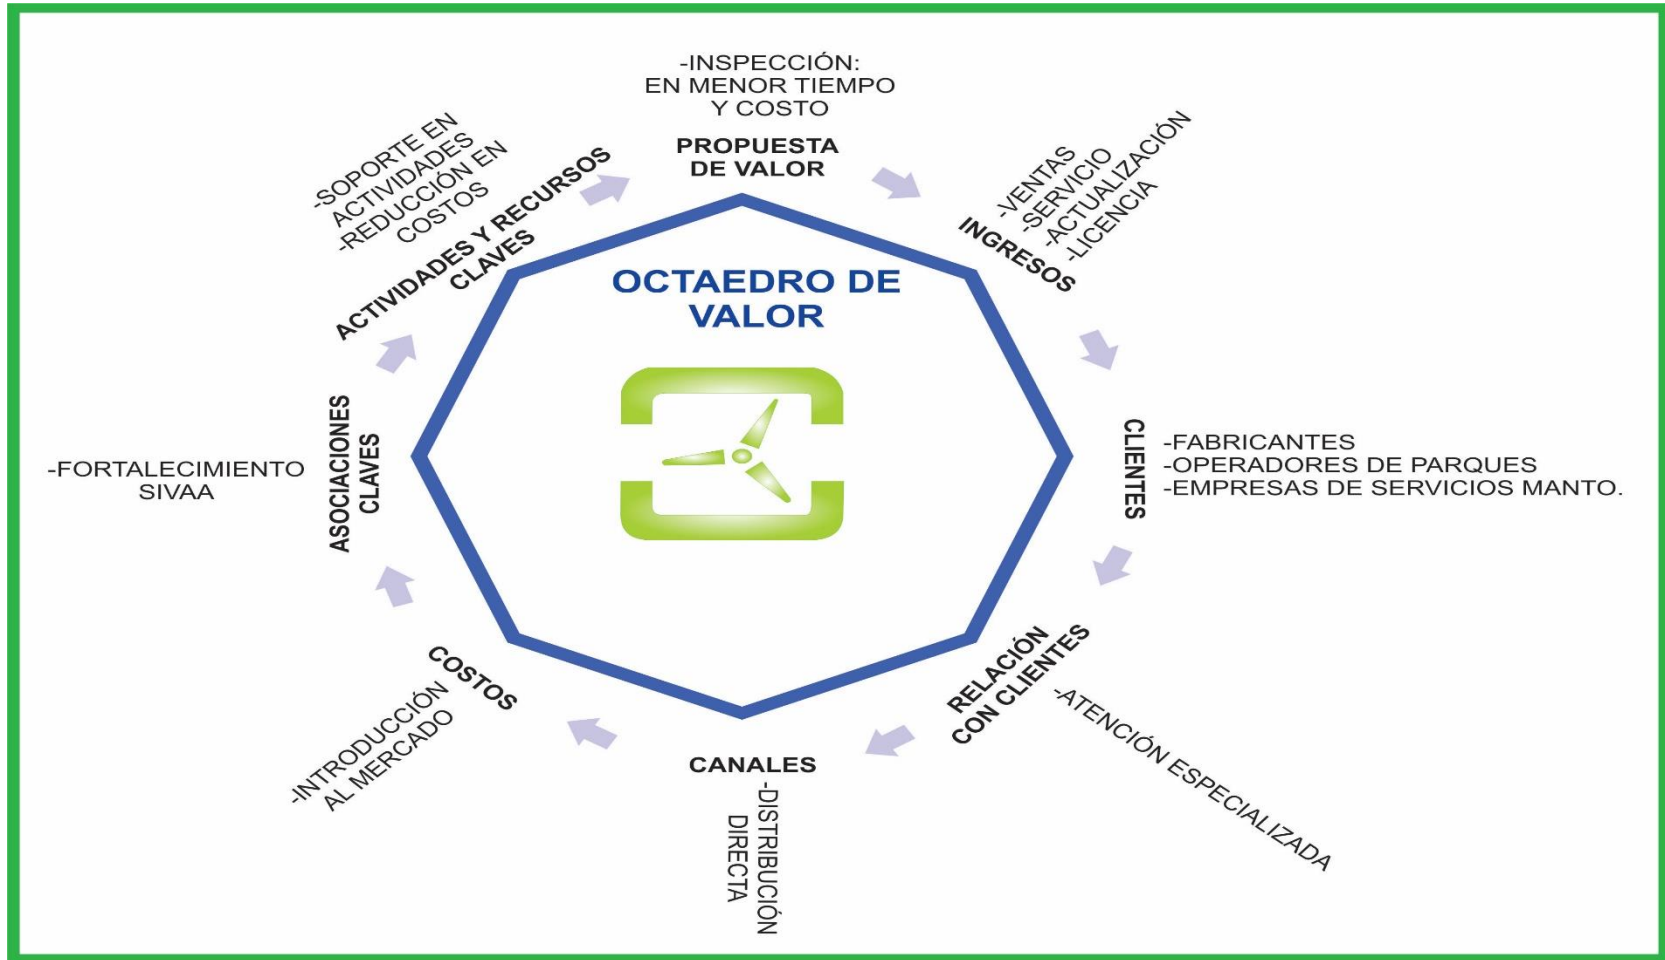 -INSPECCIÓN:
EN MENOR TIEMPO
Y COSTO
PROPUESTA
DE VALOR
-VENTAS
-SERVICIO
-ACTUALIZACIÓN
-LICENCIA
INGRESOS
CLIENTES
-FABRICANTES
-OPERADORES DE PARQUES
-EMPRESAS DE SERVICIOS MANTO.
RELACIÓN
CON CLIENTES
-ATENCIÓN ESPECIALIZADA
CANALES
-DISTRIBUCIÓN
DIRECTA
COSTOS
-INTRODUCCIÓN
AL MERCADO
ASOCIACIONES
CLAVES
-FORTALECIMIENTO
SIVAA
-SOPORTE EN
ACTIVIDADES
-REDUCCIÓN EN
COSTOS
ACTIVIDADES Y RECURSOS
CLAVES
OCTAEDRO DE
VALOR